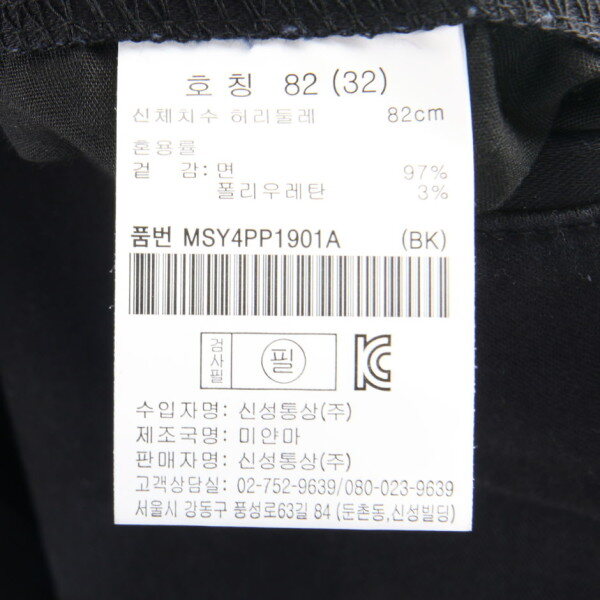 호 칭 82 (32)
신체치수 허리둘레 82cm
혼용률
겉 감: 면 97%
폴리우레탄 3%
품번 MSY4PP1901A (BK)
검사필 필 KC
수입자명: 신성통상(주)
제조국명: 미얀마
판매자명: 신성통상(주)
고객상담실: 02-752-9639/080-023-9639
서울시 강동구 풍성로63길 84 (둔촌동,신성빌딩)